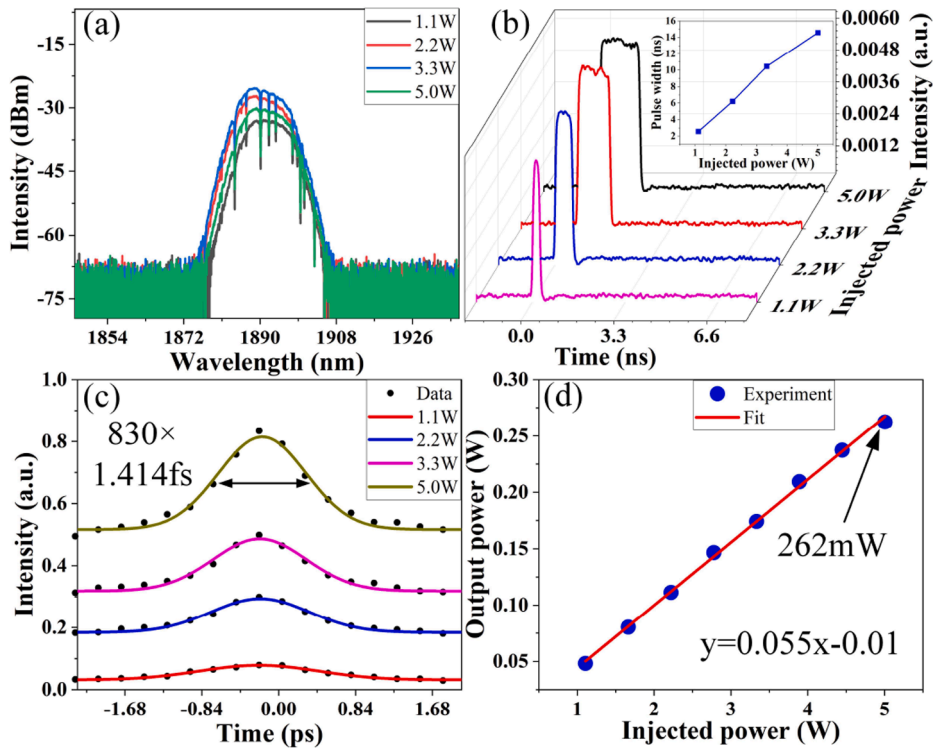 (a)
1.1W
2.2W
3.3W
5.0W
-15
-30
-45
-60
-75
Intensity (dBm)
1854 1872 1890 1908 1926
Wavelength (nm)
(b)
0.0060
0.0048
0.0036
0.0024
0.0012
Intensity (a.u.)
16
14
12
10
8
6
4
2
Pulse width (ns)
1 2 3 4 5
Injected power (W)
5.0W
3.3W
2.2W
1.1W
Injected power
0.0 3.3 6.6
Time (ns)
(c)
830×
1.414fs
Data
1.1W
2.2W
3.3W
5.0W
1.0
0.8
0.6
0.4
0.2
0.0
Intensity (a.u.)
-1.68 -0.84 0.00 0.84 1.68
Time (ps)
(d)
Experiment
Fit
0.30
0.25
0.20
0.15
0.10
0.05
Output power (W)
262mW
y=0.055x-0.01
1 2 3 4 5
Injected power (W)